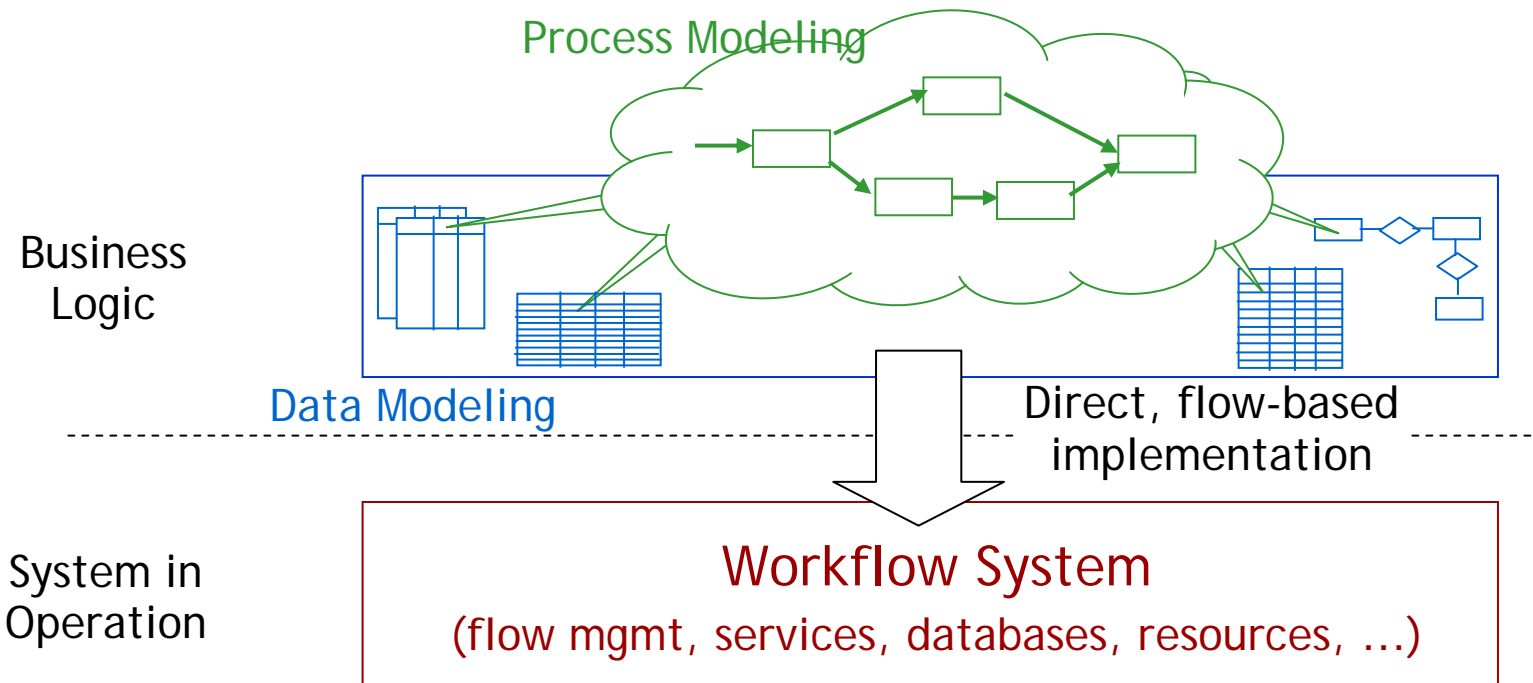 Process Modeling
Business
Logic
Data Modeling
Direct, flow-based
implementation
System in
Operation
Workflow System
(flow mgmt, services, databases, resources, …)